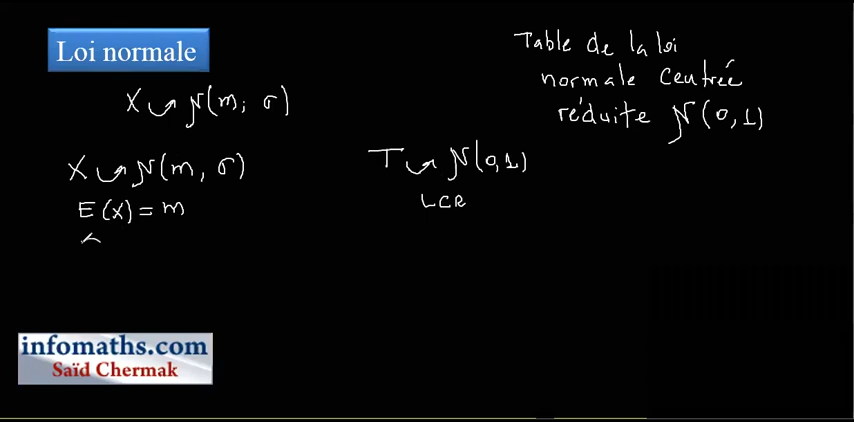 Loi normale
X ↝ N(m; σ)
Table de la loi
normale centrée
réduite N(0,1)
X ↝ N(m, σ)
E(X) = m
T ↝ N(0,1)
LCR
infomaths.com
Saïd Chermak